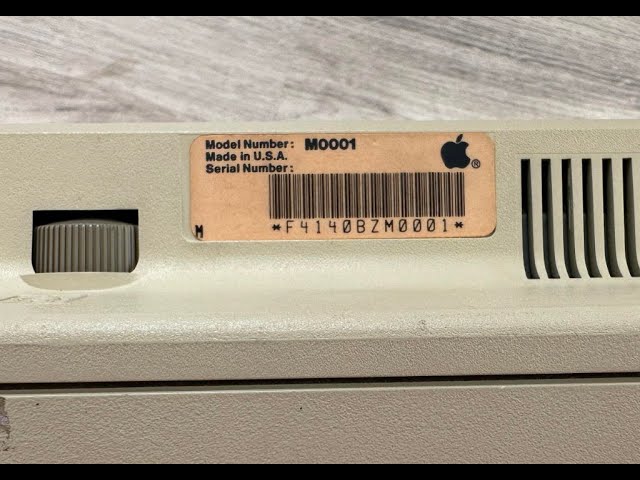 Model Number: M0001
Made in U.S.A.
Serial Number:
*F4140BZM0001*
M
®